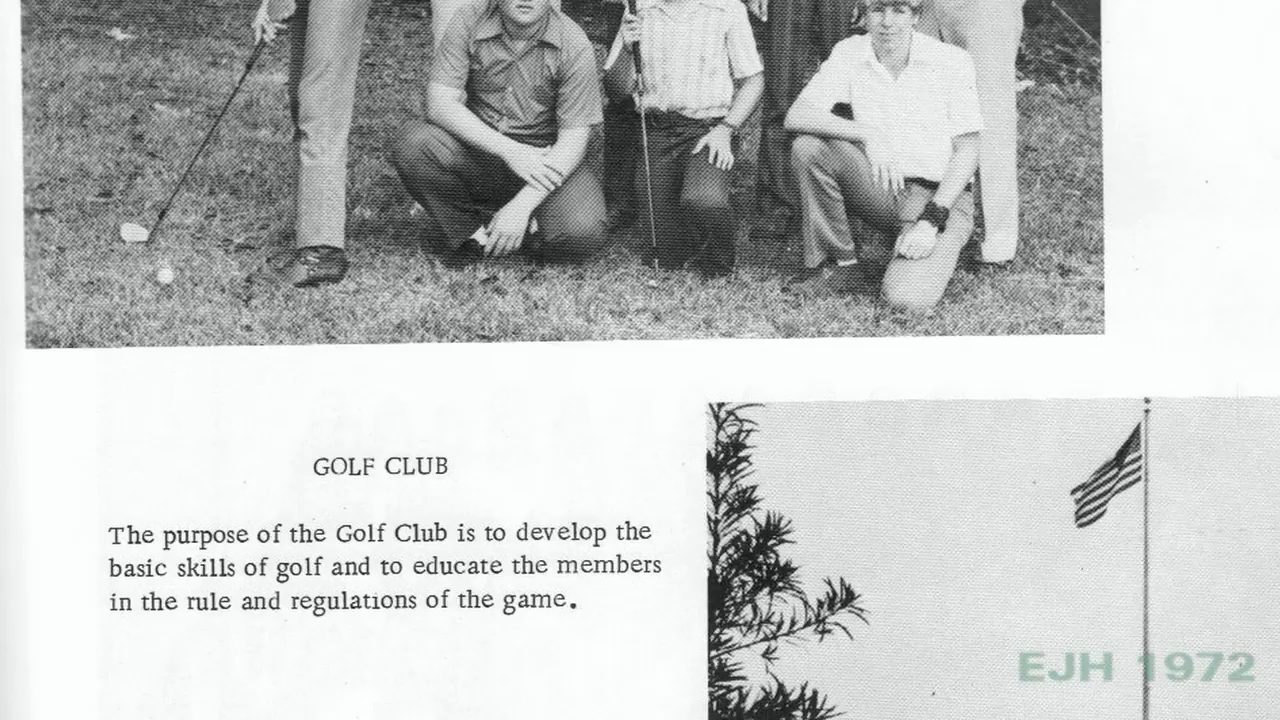 GOLF CLUB
The purpose of the Golf Club is to develop the
basic skills of golf and to educate the members
in the rule and regulations of the game.
EJH 1972